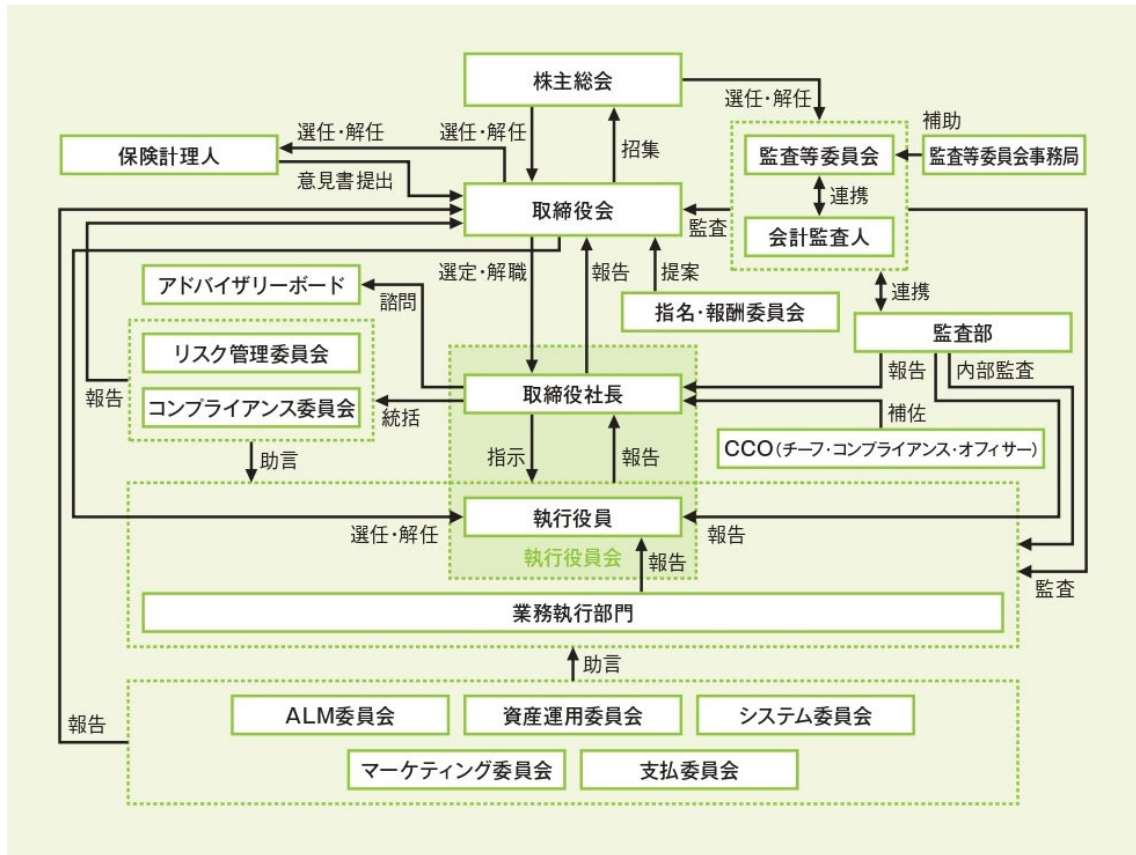 株主総会
選任・解任
選任・解任
選任・解任
補助
招集
保険計理人
監査等委員会
監査等委員会事務局
意見書提出
連携
取締役会
監査
会計監査人
選定・解職
報告
提案
連携
アドバイザリーボード
諮問
指名・報酬委員会
監査部
リスク管理委員会
報告
内部監査
報告
コンプライアンス委員会
統括
取締役社長
補佐
CCO(チーフ・コンプライアンス・オフィサー)
助言
指示
報告
執行役員
選任・解任
報告
執行役員会
報告
監査
業務執行部門
助言
報告
ALM委員会
資産運用委員会
システム委員会
マーケティング委員会
支払委員会